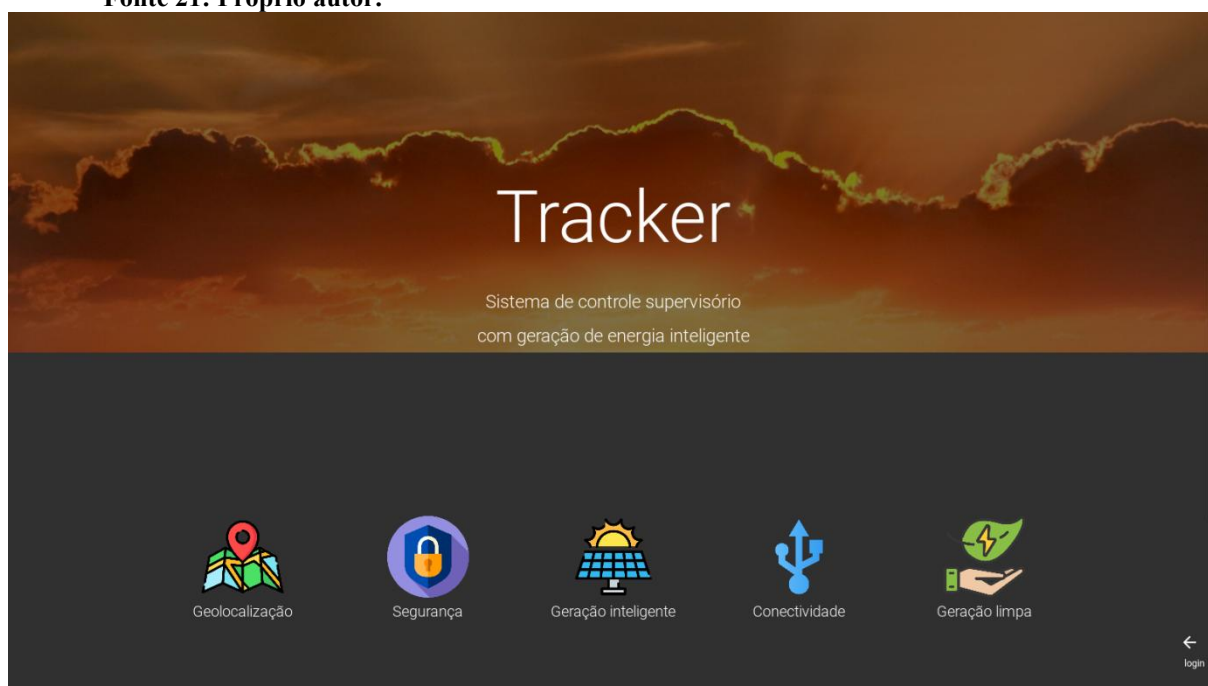 Fonte 21: Próprio autor.
Tracker
Sistema de controle supervisório
com geração de energia inteligente
Geolocalização
Segurança
Geração inteligente
Conectividade
Geração limpa
login